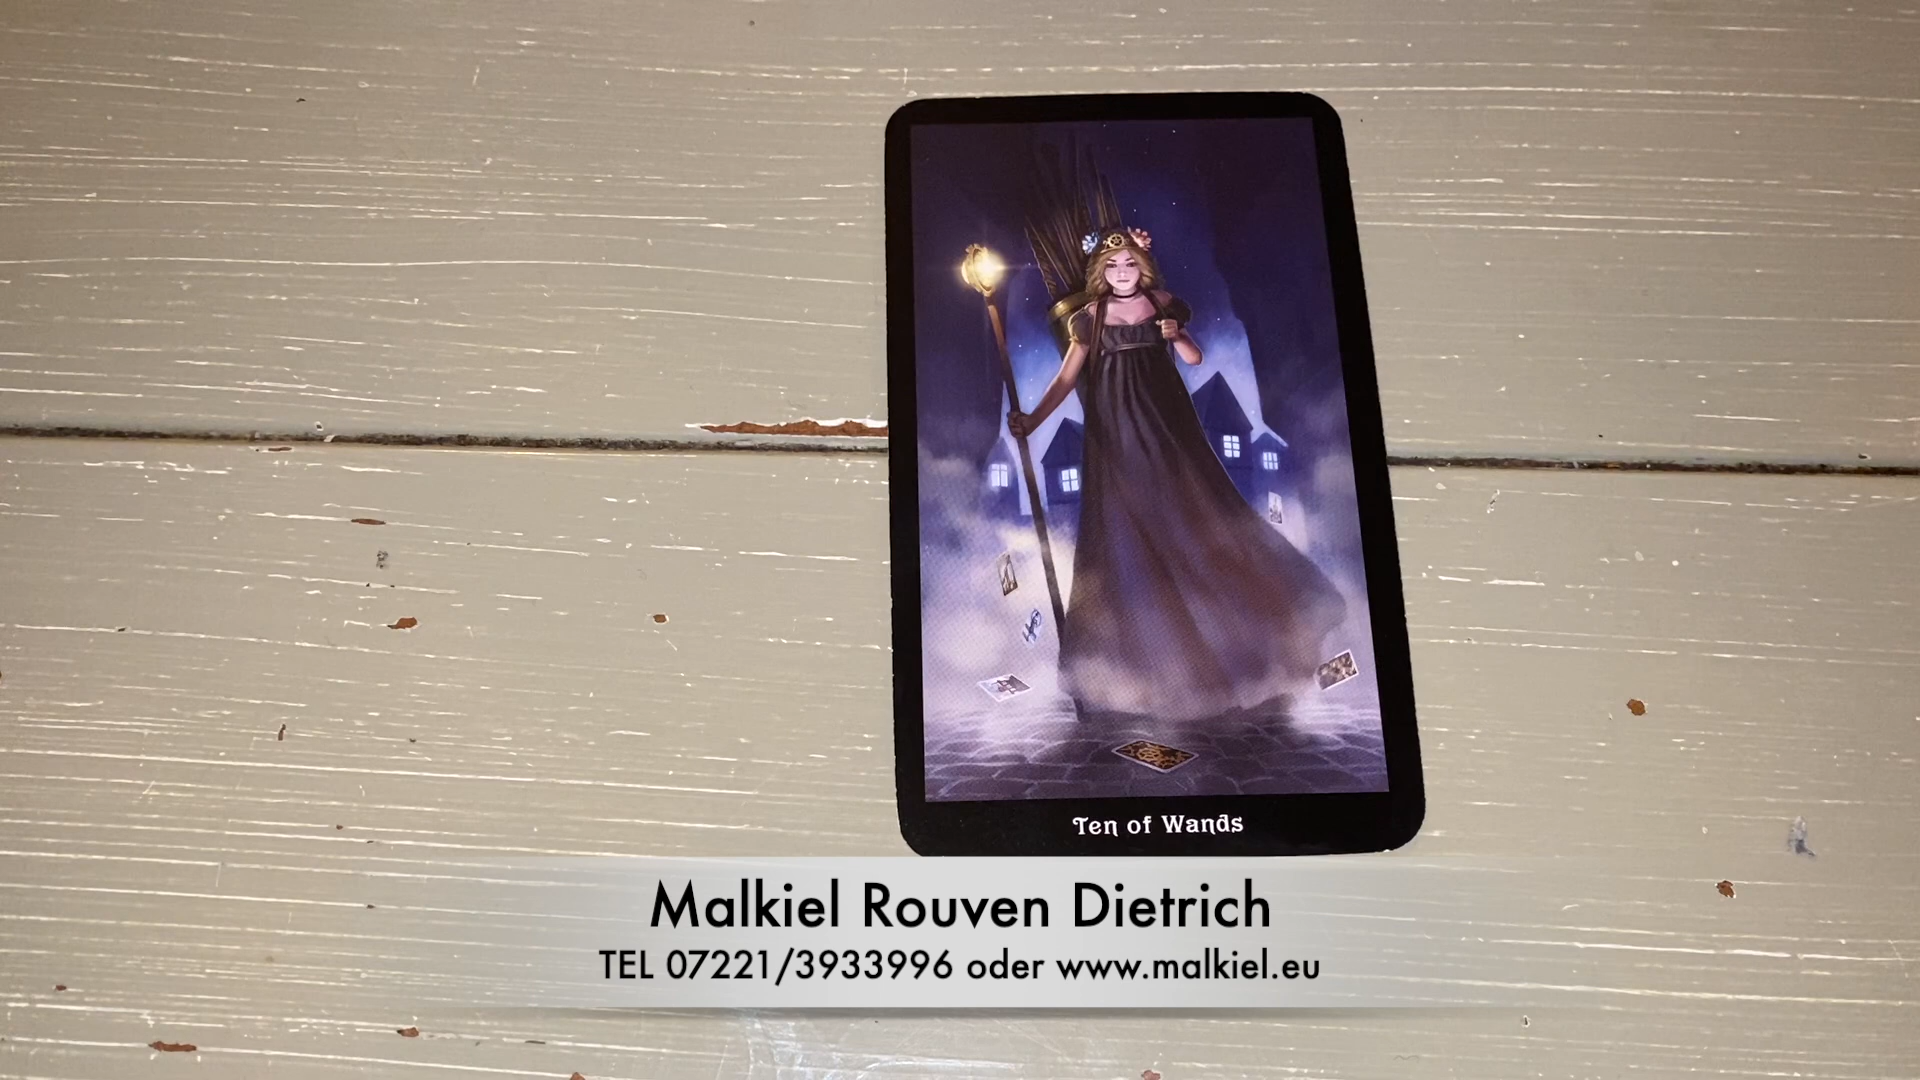 Ten of Wands
Malkiel Rouven Dietrich
TEL 07221/3933996 oder www.malkiel.eu